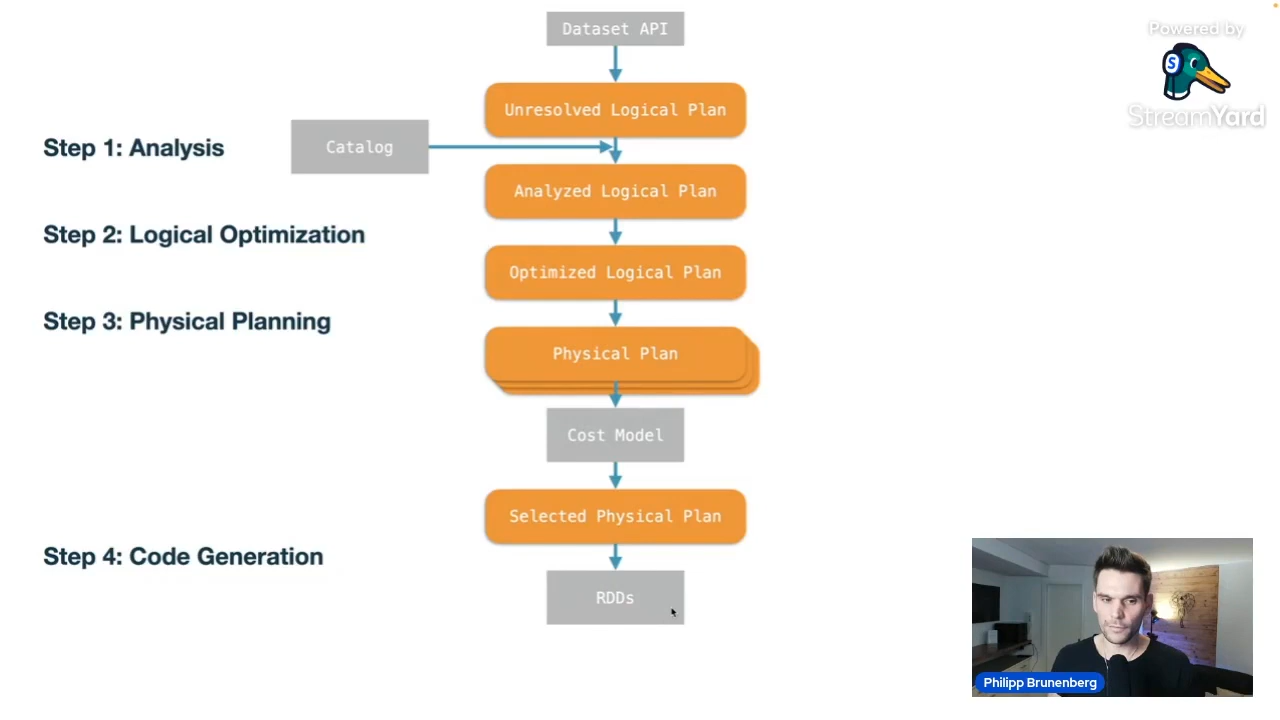 Dataset API
Powered by
S
StreamYard
Unresolved Logical Plan
Step 1: Analysis
Catalog
Analyzed Logical Plan
Step 2: Logical Optimization
Optimized Logical Plan
Step 3: Physical Planning
Physical Plan
Cost Model
Selected Physical Plan
Step 4: Code Generation
RDDs
Philipp Brunenberg